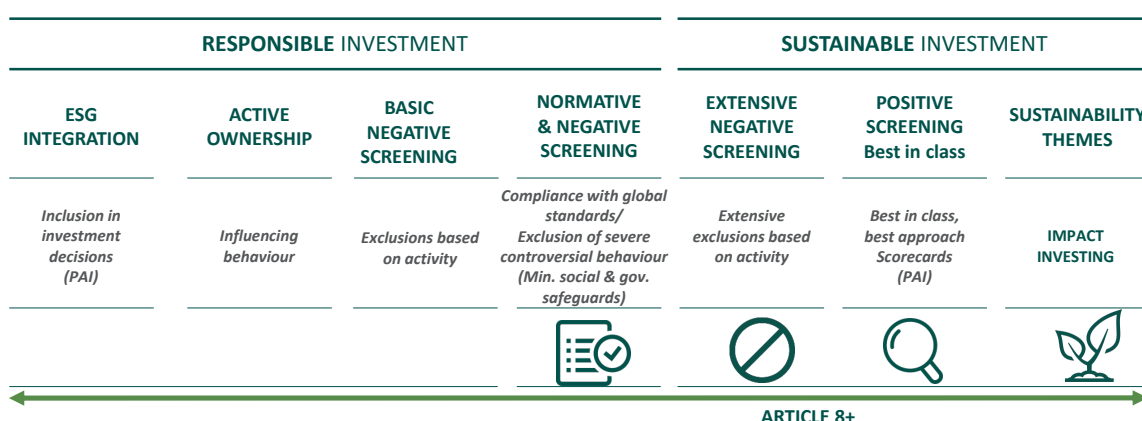 RESPONSIBLE INVESTMENT
SUSTAINABLE INVESTMENT
ESG
INTEGRATION
ACTIVE
OWNERSHIP
BASIC
NEGATIVE
SCREENING
NORMATIVE
& NEGATIVE
SCREENING
EXTENSIVE
NEGATIVE
SCREENING
POSITIVE
SCREENING
Best in class
SUSTAINABILITY
THEMES
Inclusion in
investment
decisions
(PAI)
Influencing
behaviour
Exclusions based
on activity
Compliance with global
standards/
Exclusion of severe
controversial behaviour
(Min. social & gov.
safeguards)
Extensive
exclusions based
on activity
Best in class,
best approach
Scorecards
(PAI)
IMPACT
INVESTING
ARTICLE 8+